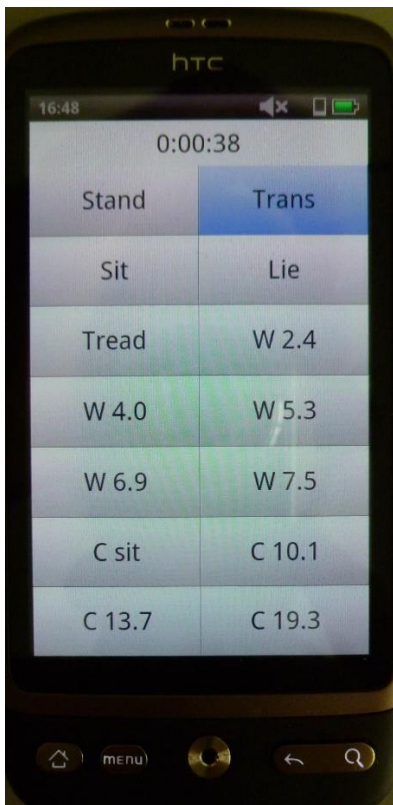 hTC
16:48
0:00:38
Stand Trans
Sit Lie
Tread W 2.4
W 4.0 W 5.3
W 6.9 W 7.5
C sit C 10.1
C 13.7 C 19.3
menu